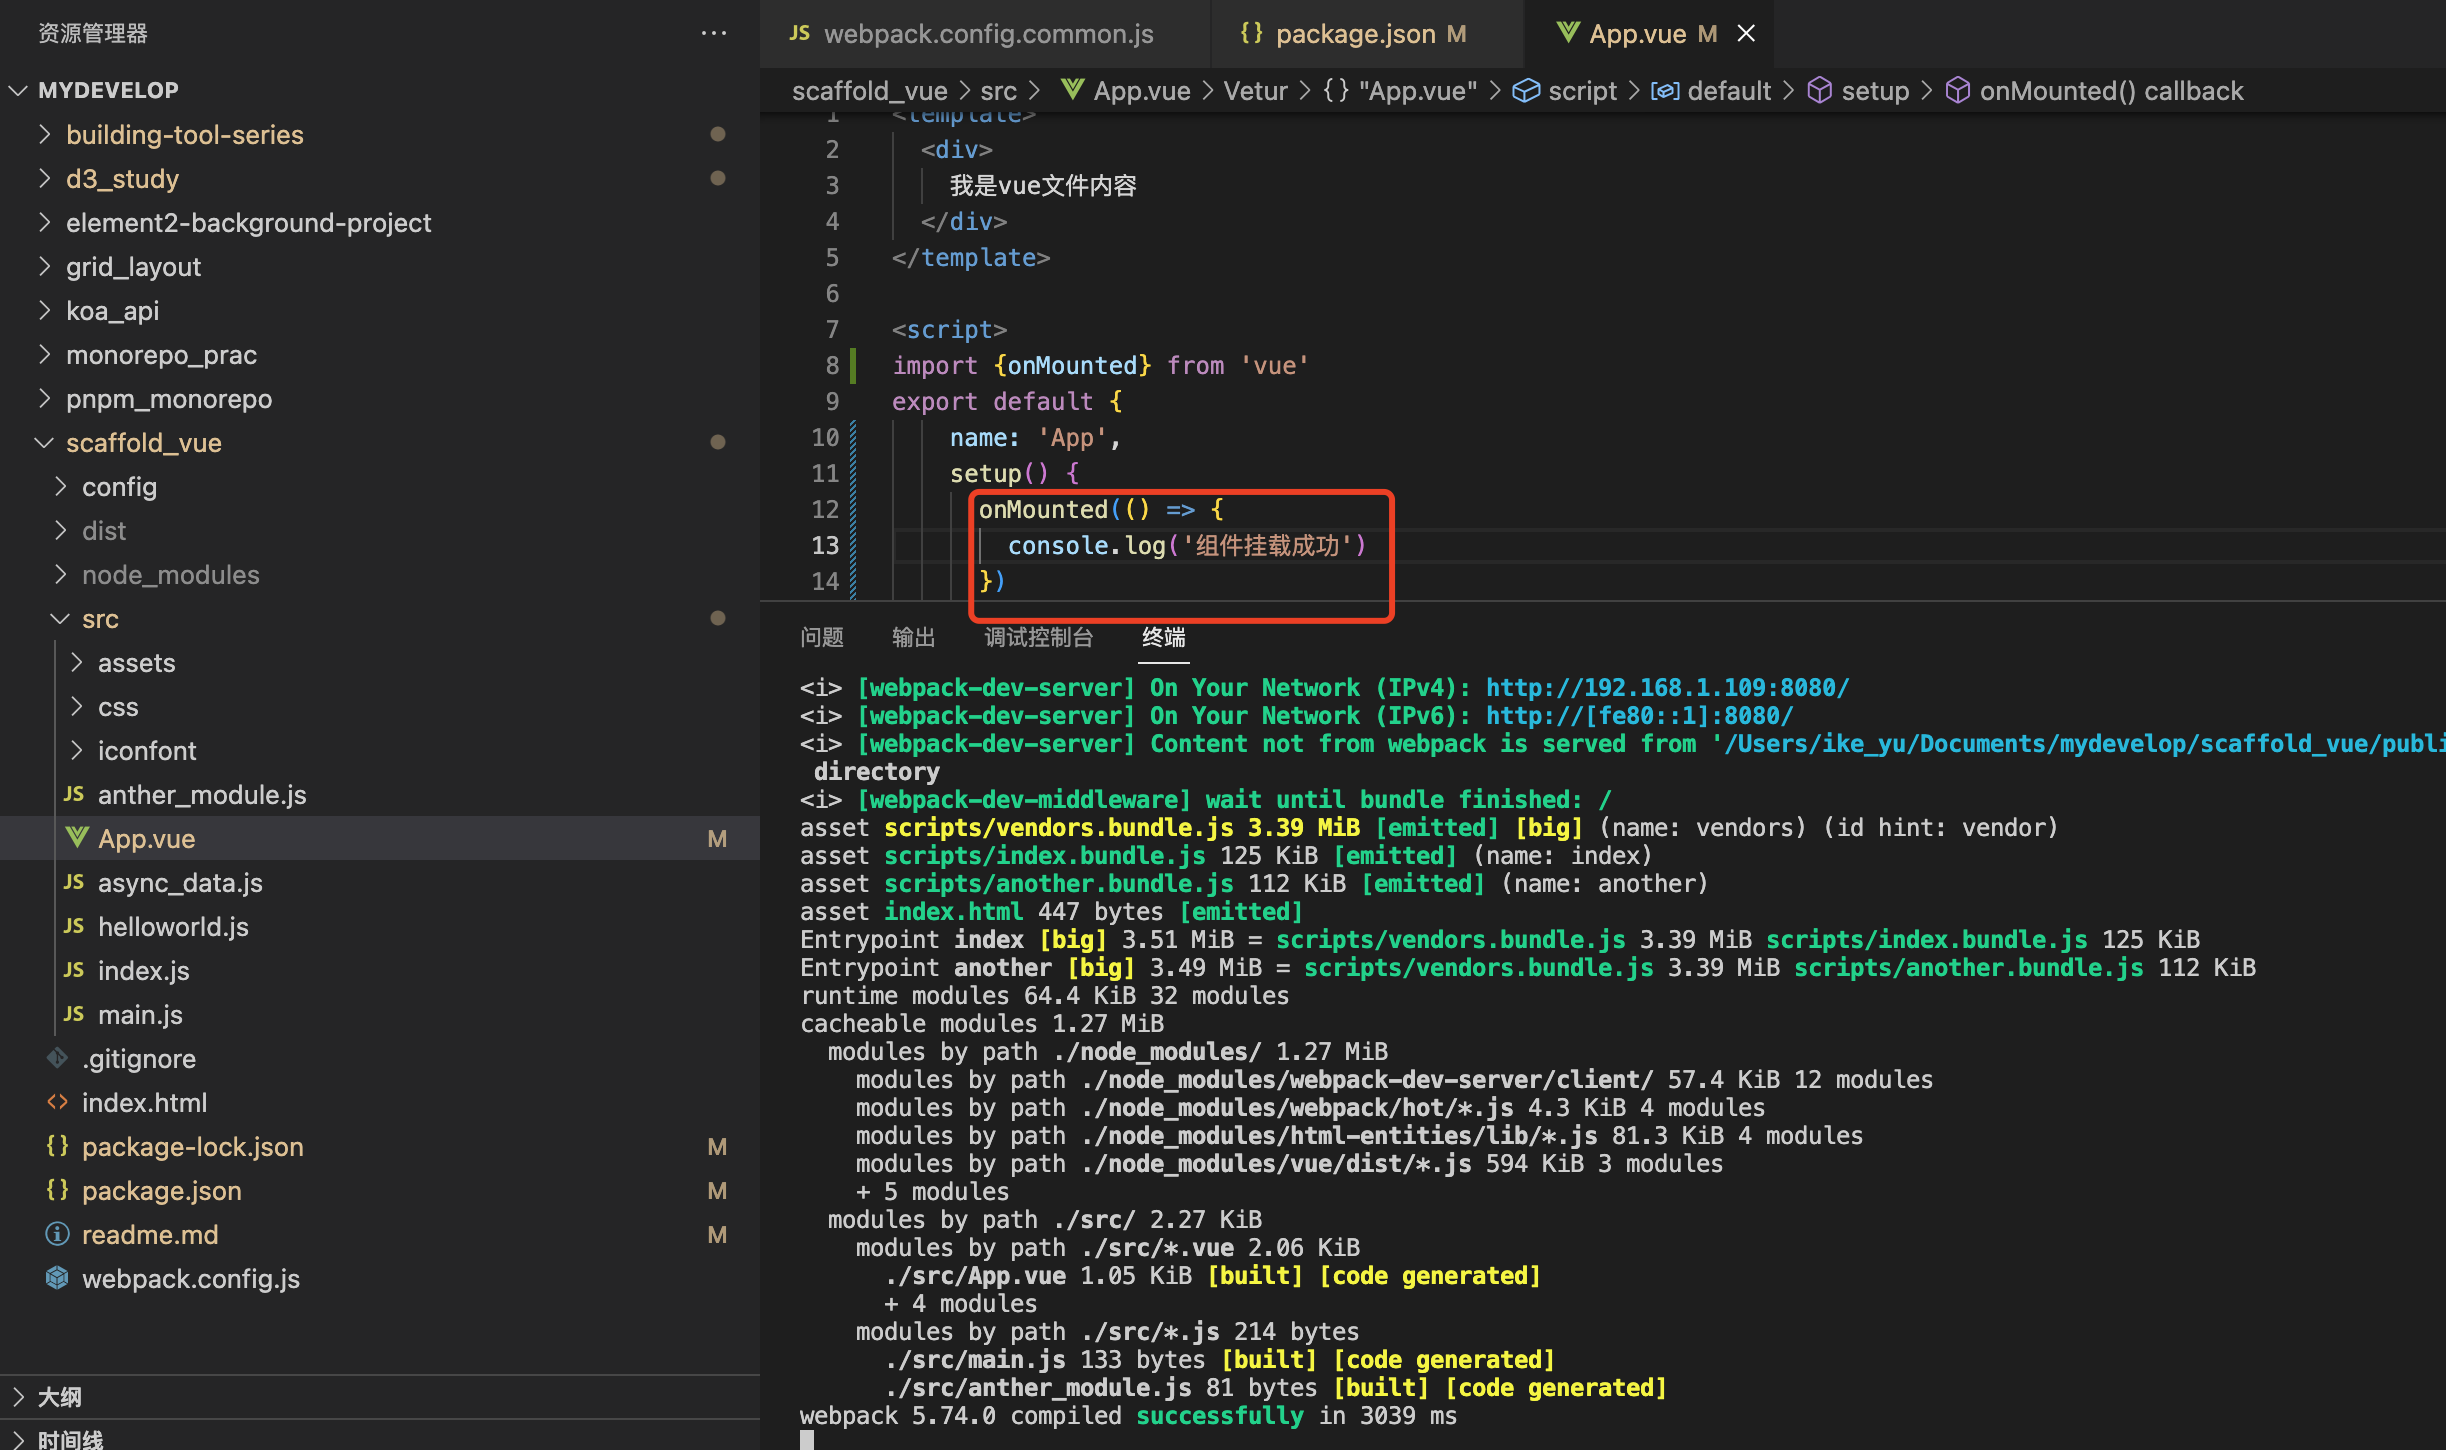 资源管理器
MYDEVELOP
building-tool-series
d3_study
element2-background-project
grid_layout
koa_api
monorepo_prac
pnpm_monorepo
scaffold_vue
config
dist
node_modules
src
assets
css
iconfont
JS anther_module.js
App.vue M
JS async_data.js
JS helloworld.js
JS index.js
JS main.js
.gitignore
<> index.html
{} package-lock.json M
{} package.json M
readme.md M
webpack.config.js
大纲
时间线
JS webpack.config.common.js
{} package.json M
App.vue M
scaffold_vue > src > App.vue > Vetur > {} "App.vue" > script > default > setup > onMounted() callback
1 <template>
2 <div>
3 我是vue文件内容
4 </div>
5 </template>
6
7 <script>
8 import {onMounted} from 'vue'
9 export default {
10 name: 'App',
11 setup() {
12 onMounted(() => {
13 console.log('组件挂载成功')
14 })
问题 输出 调试控制台 终端
<i> [webpack-dev-server] On Your Network (IPv4): http://192.168.1.109:8080/
<i> [webpack-dev-server] On Your Network (IPv6): http://[fe80::1]:8080/
<i> [webpack-dev-server] Content not from webpack is served from '/Users/ike_yu/Documents/mydevelop/scaffold_vue/publi
directory
<i> [webpack-dev-middleware] wait until bundle finished: /
asset scripts/vendors.bundle.js 3.39 MiB [emitted] [big] (name: vendors) (id hint: vendor)
asset scripts/index.bundle.js 125 KiB [emitted] (name: index)
asset scripts/another.bundle.js 112 KiB [emitted] (name: another)
asset index.html 447 bytes [emitted]
Entrypoint index [big] 3.51 MiB = scripts/vendors.bundle.js 3.39 MiB scripts/index.bundle.js 125 KiB
Entrypoint another [big] 3.49 MiB = scripts/vendors.bundle.js 3.39 MiB scripts/another.bundle.js 112 KiB
runtime modules 64.4 KiB 32 modules
cacheable modules 1.27 MiB
modules by path ./node_modules/ 1.27 MiB
modules by path ./node_modules/webpack-dev-server/client/ 57.4 KiB 12 modules
modules by path ./node_modules/webpack/hot/*.js 4.3 KiB 4 modules
modules by path ./node_modules/html-entities/lib/*.js 81.3 KiB 4 modules
modules by path ./node_modules/vue/dist/*.js 594 KiB 3 modules
+ 5 modules
modules by path ./src/ 2.27 KiB
modules by path ./src/*.vue 2.06 KiB
./src/App.vue 1.05 KiB [built] [code generated]
+ 4 modules
modules by path ./src/*.js 214 bytes
./src/main.js 133 bytes [built] [code generated]
./src/anther_module.js 81 bytes [built] [code generated]
webpack 5.74.0 compiled successfully in 3039 ms